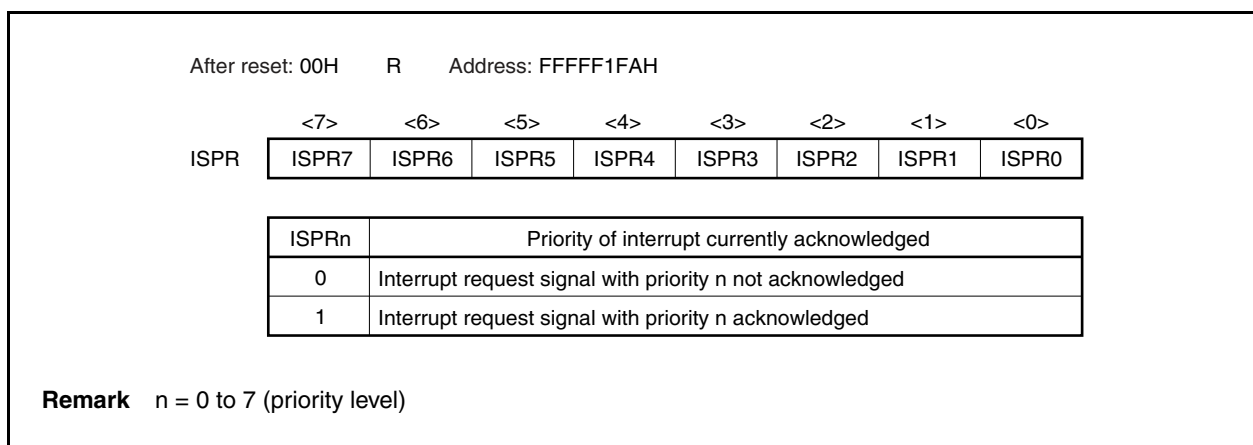 After reset: 00H R Address: FFFFF1FAH
<7> <6> <5> <4> <3> <2> <1> <0>
ISPR ISPR7 ISPR6 ISPR5 ISPR4 ISPR3 ISPR2 ISPR1 ISPR0
ISPRn Priority of interrupt currently acknowledged
0 Interrupt request signal with priority n not acknowledged
1 Interrupt request signal with priority n acknowledged
Remark n = 0 to 7 (priority level)